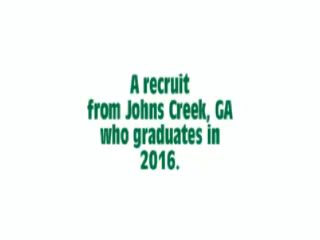 A recruit
from Johns Creek, GA
who graduates in
2016.